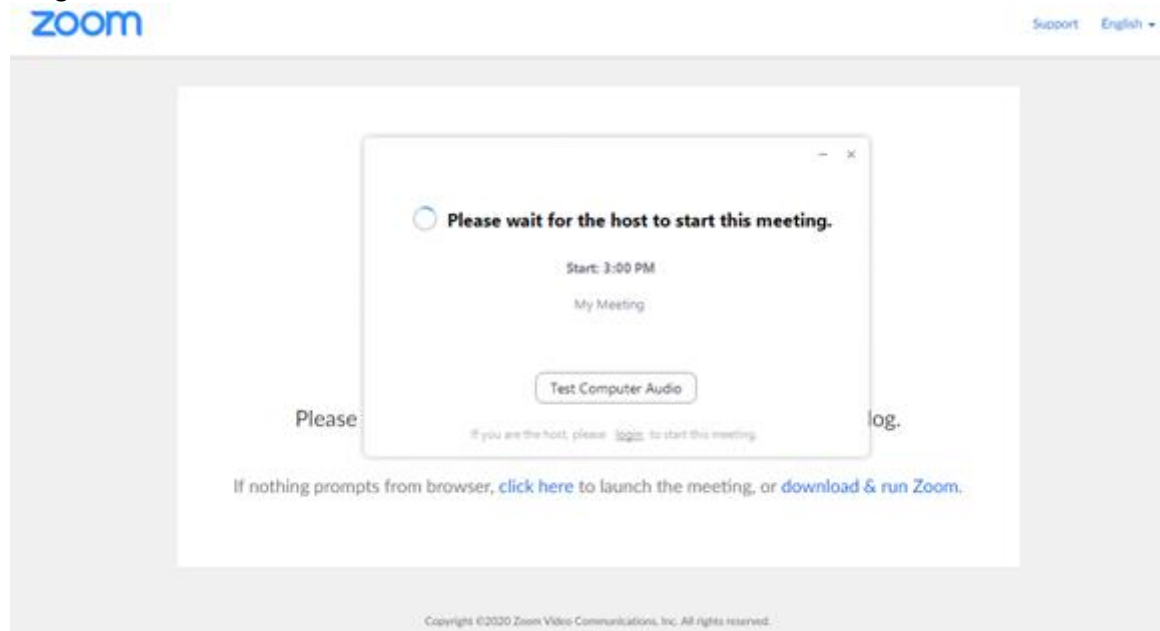 zoom
Support English
Please wait for the host to start this meeting.
Start: 3:00 PM
My Meeting
Test Computer Audio
If you are the host, please login to start this meeting
Please log.
If nothing prompts from browser, click here to launch the meeting, or download & run Zoom.
Copyright ©2020 Zoom Video Communications, Inc. All rights reserved.